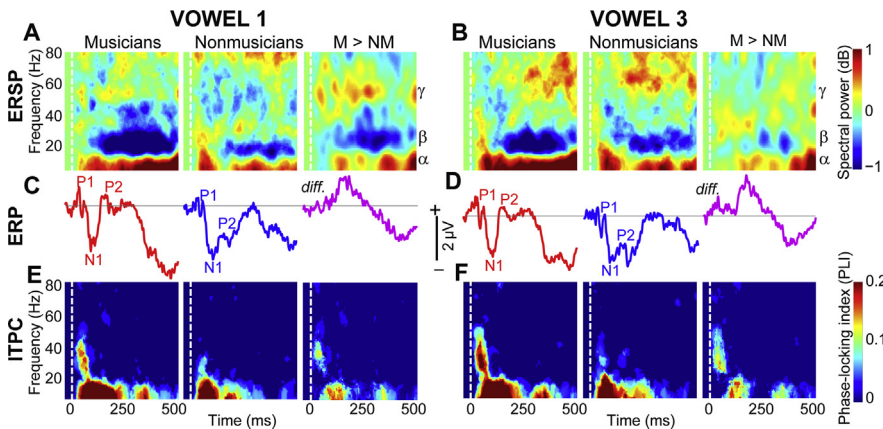 VOWEL 1
VOWEL 3
A
Musicians
Nonmusicians
M > NM
B
Musicians
Nonmusicians
M > NM
ERSP
Frequency (Hz)
80
60
40
20
γ
β
α
γ
β
α
1
0.5
0
−0.5
−1
Spectral power (dB)
C
P1
P2
N1
P1
P2
N1
diff.
D
P1
P2
N1
P1
P2
N1
diff.
ERP
+
2 µV
−
E
F
ITPC
Frequency (Hz)
80
60
40
20
0.2
0.1
0
Phase-locking index (PLI)
0
250
500
0
250
500
0
250
500
0
250
500
0
250
500
0
250
500
Time (ms)
Time (ms)